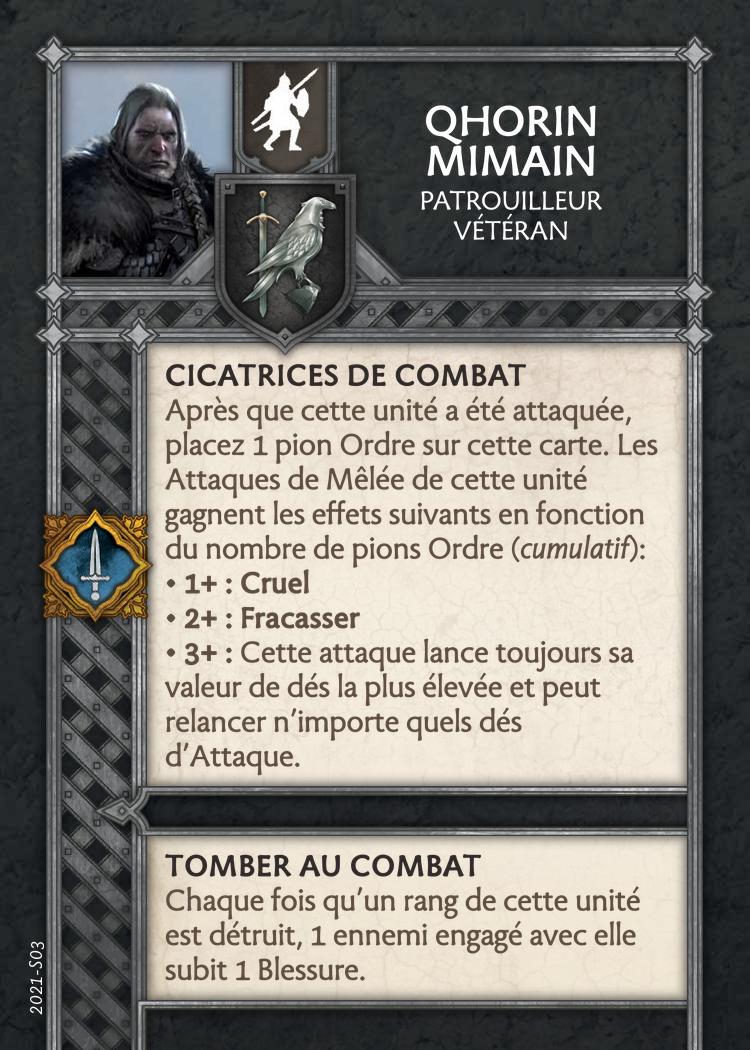 QHORIN
MIMAIN
PATROUILLEUR
VÉTÉRAN
CICATRICES DE COMBAT
Après que cette unité a été attaquée,
placez 1 pion Ordre sur cette carte. Les
Attaques de Mêlée de cette unité
gagnent les effets suivants en fonction
du nombre de pions Ordre (cumulatif):
• 1+ : Cruel
• 2+ : Fracasser
• 3+ : Cette attaque lance toujours sa
valeur de dés la plus élevée et peut
relancer n'importe quels dés
d'Attaque.
TOMBER AU COMBAT
Chaque fois qu'un rang de cette unité
est détruit, 1 ennemi engagé avec elle
subit 1 Blessure.
2021-S03